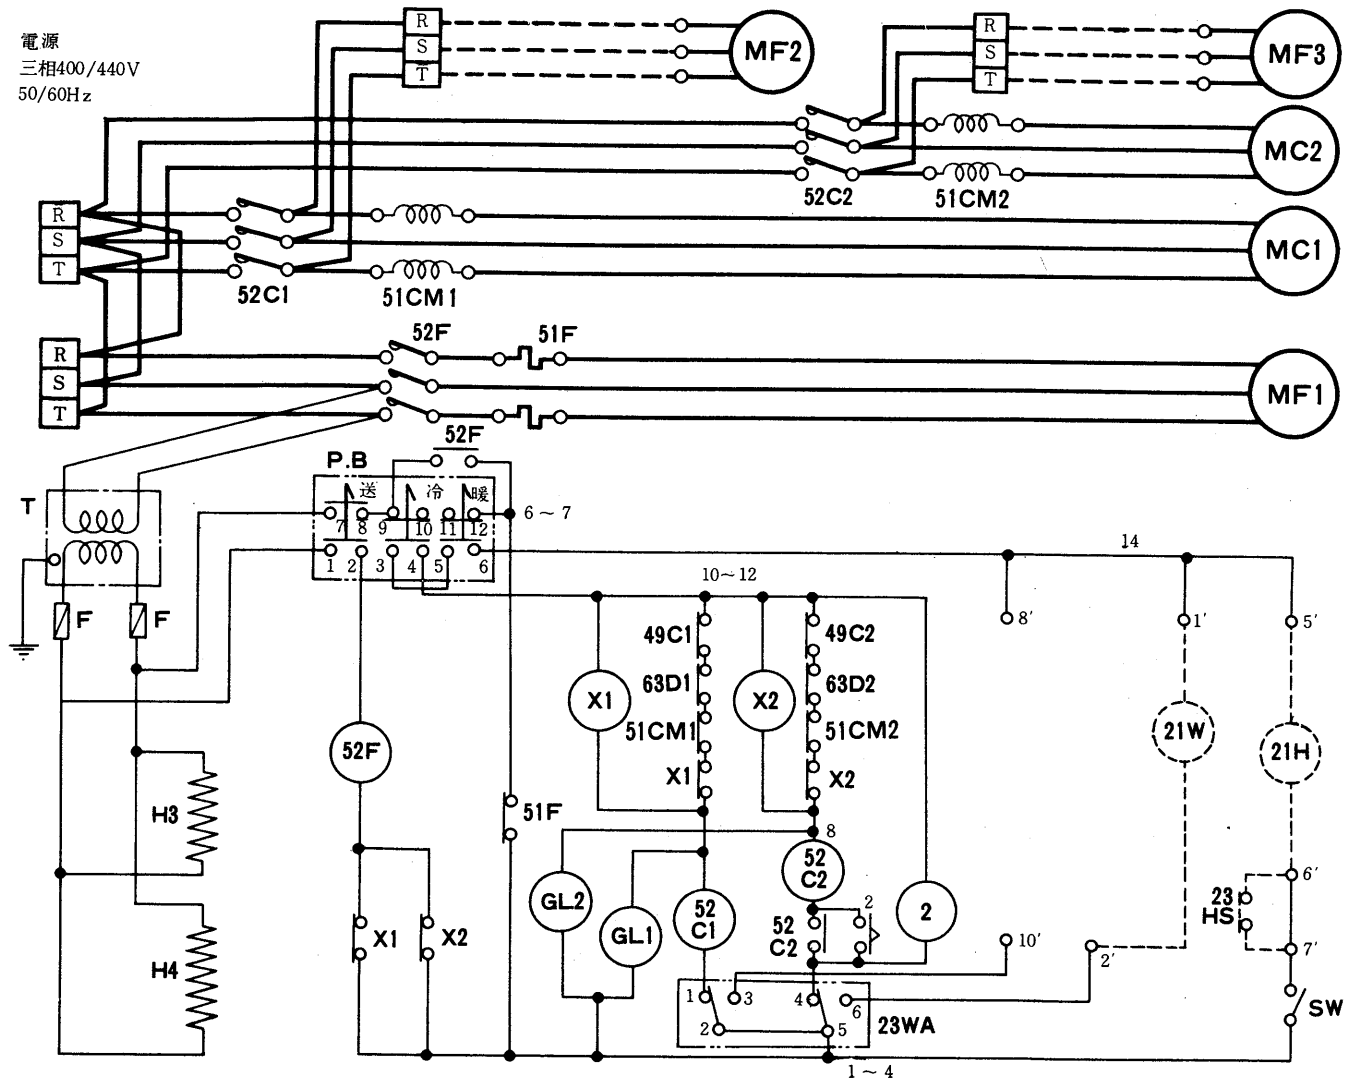 電源
三相400/440V
50/60Hz
R
S
T
MF2
R
S
T
MF3
MC2
52C2
51CM2
R
S
T
52C1
51CM1
MC1
R
S
T
52F
51F
MF1
52F
P.B
送
冷
暖
7
8
9
10
11
12
6～7
1
2
3
4
5
6
14
T
F
F
10～12
8'
1'
5'
49C1
63D1
51CM1
X1
X1
49C2
63D2
51CM2
X2
X2
52F
51F
21W
21H
H3
H4
X1
X2
GL2
GL1
52
C1
8
52
C2
52
C2
2
2
10'
2'
6'
23
HS
7'
SW
1
3
4
6
2
5
23WA
1～4